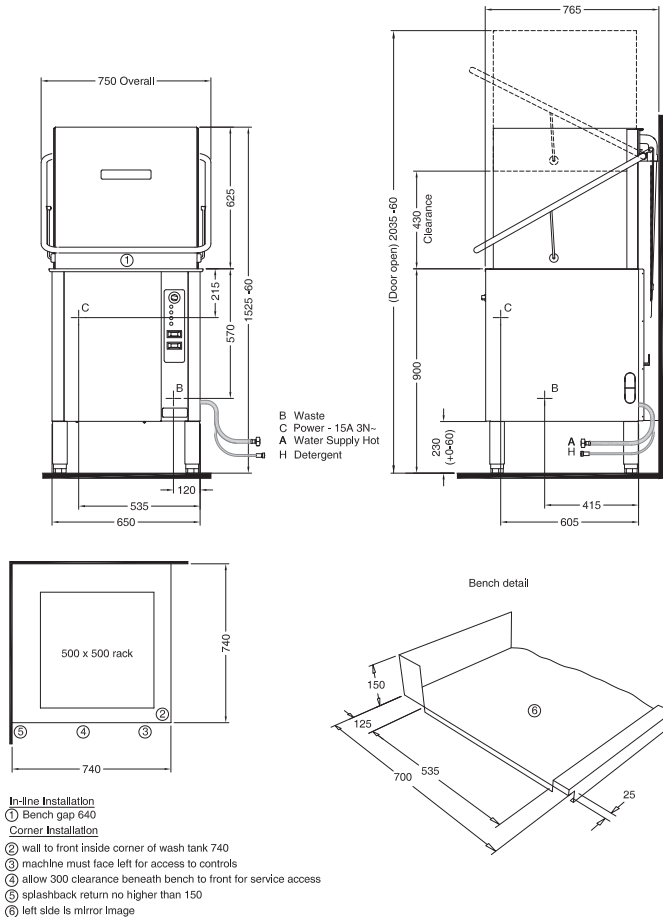 765
750 Overall
625
1525 -60
(Door open) 2035 -60
430
Clearance
1
215
570
C
C
900
B
B
B Waste
C Power - 15A 3N~
A Water Supply Hot
H Detergent
230
(+0-60)
A
H
120
535
415
650
605
Bench detail
500 x 500 rack
740
150
6
2
125
5 4 3
535
700
25
740
In-line Installation
1 Bench gap 640
Corner Installation
2 wall to front inside corner of wash tank 740
3 machine must face left for access to controls
4 allow 300 clearance beneath bench to front for service access
5 splashback return no higher than 150
6 left side is mirror image